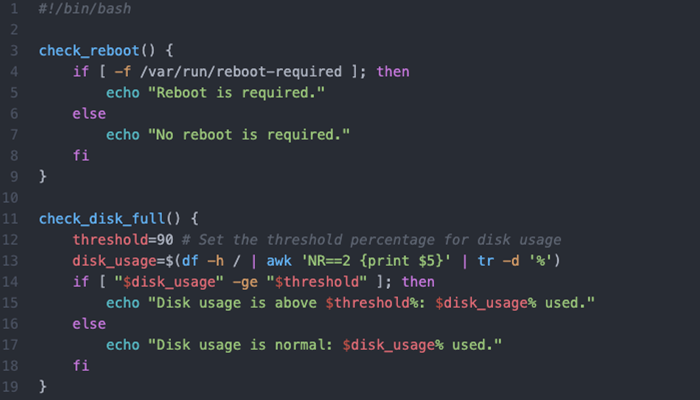 1 #!/bin/bash
2
3 check_reboot() {
4     if [ -f /var/run/reboot-required ]; then
5         echo "Reboot is required."
6     else
7         echo "No reboot is required."
8     fi
9 }
10
11 check_disk_full() {
12     threshold=90 # Set the threshold percentage for disk usage
13     disk_usage=$(df -h / | awk 'NR==2 {print $5}' | tr -d '%')
14     if [ "$disk_usage" -ge "$threshold" ]; then
15         echo "Disk usage is above $threshold%: $disk_usage% used."
16     else
17         echo "Disk usage is normal: $disk_usage% used."
18     fi
19 }